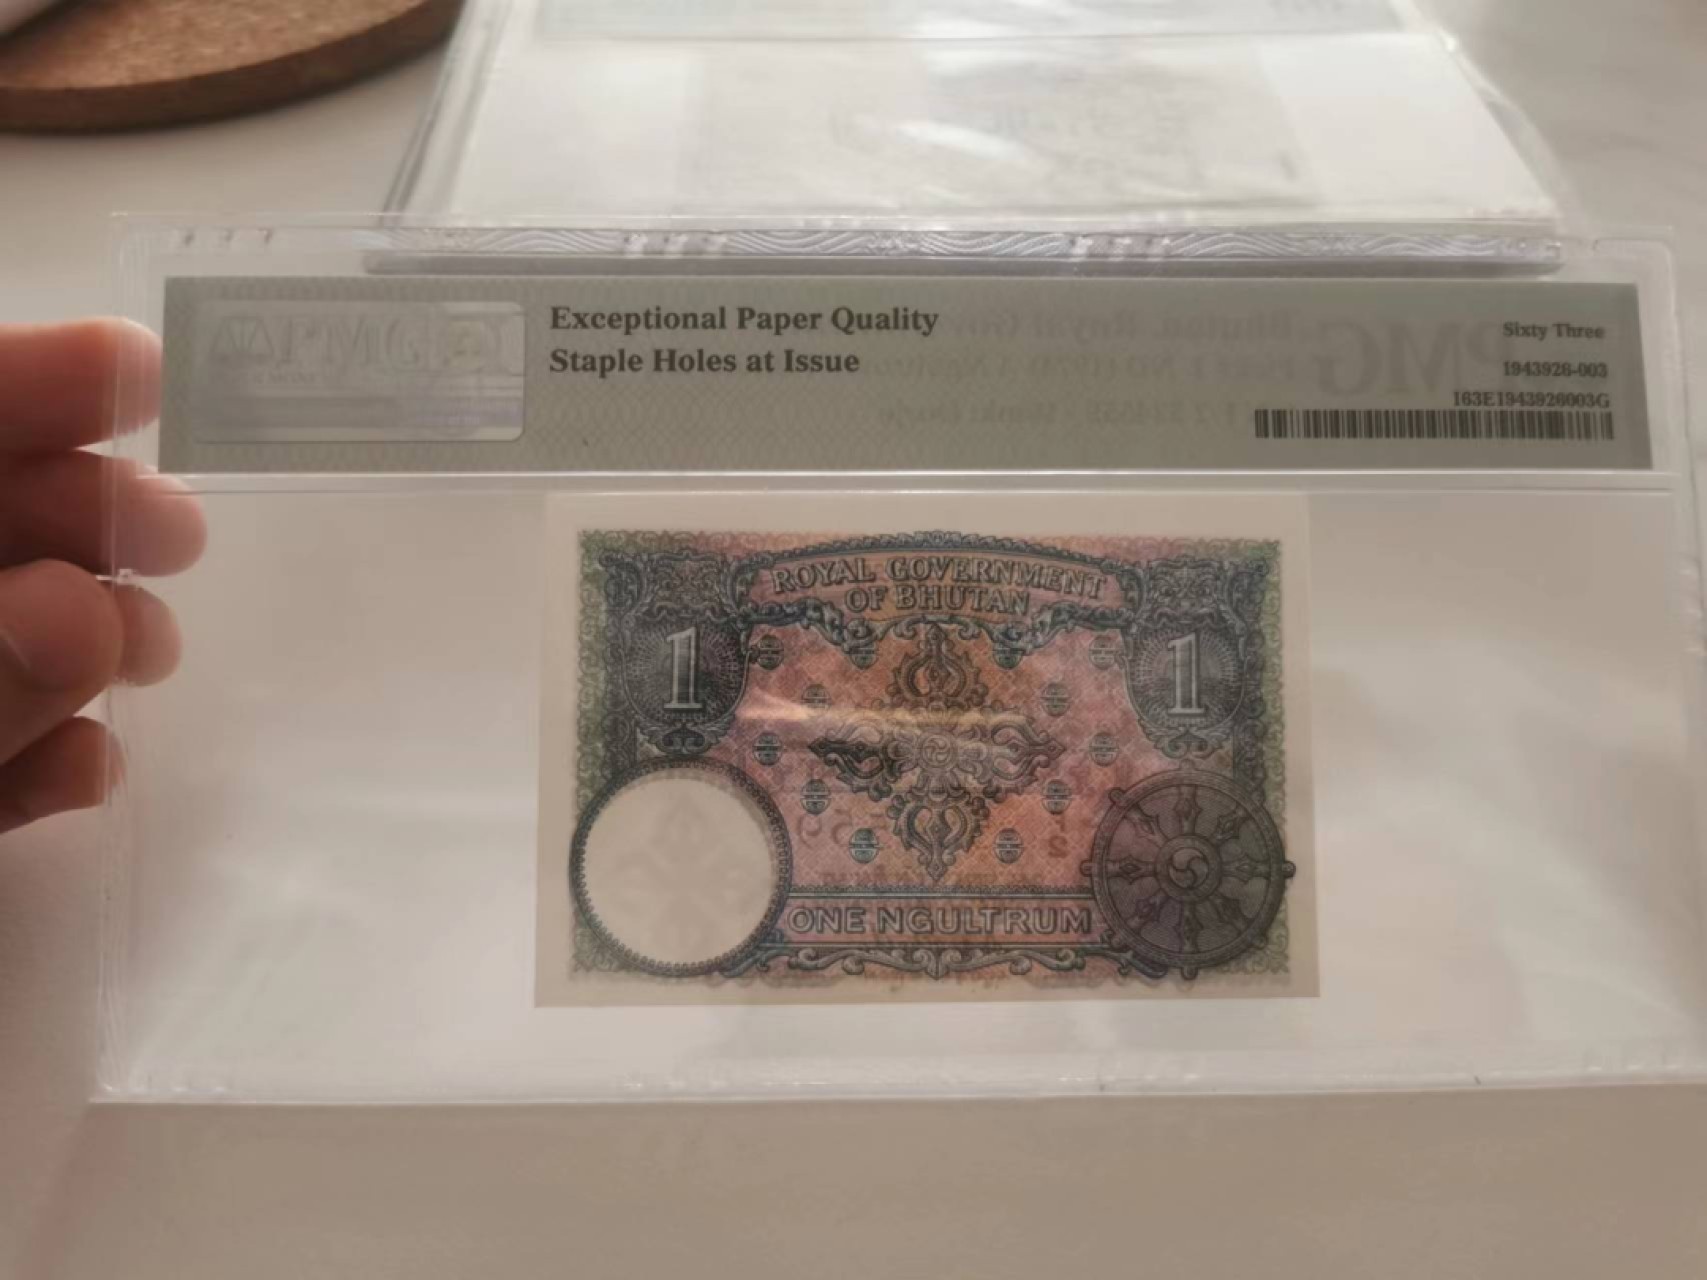 Exceptional Paper Quality
Staple Holes at Issue
Sixty Three
1943926-003
163E1943926003G
PMG
ROYAL GOVERNMENT
OF BHUTAN
1
1
ONE NGULTRUM